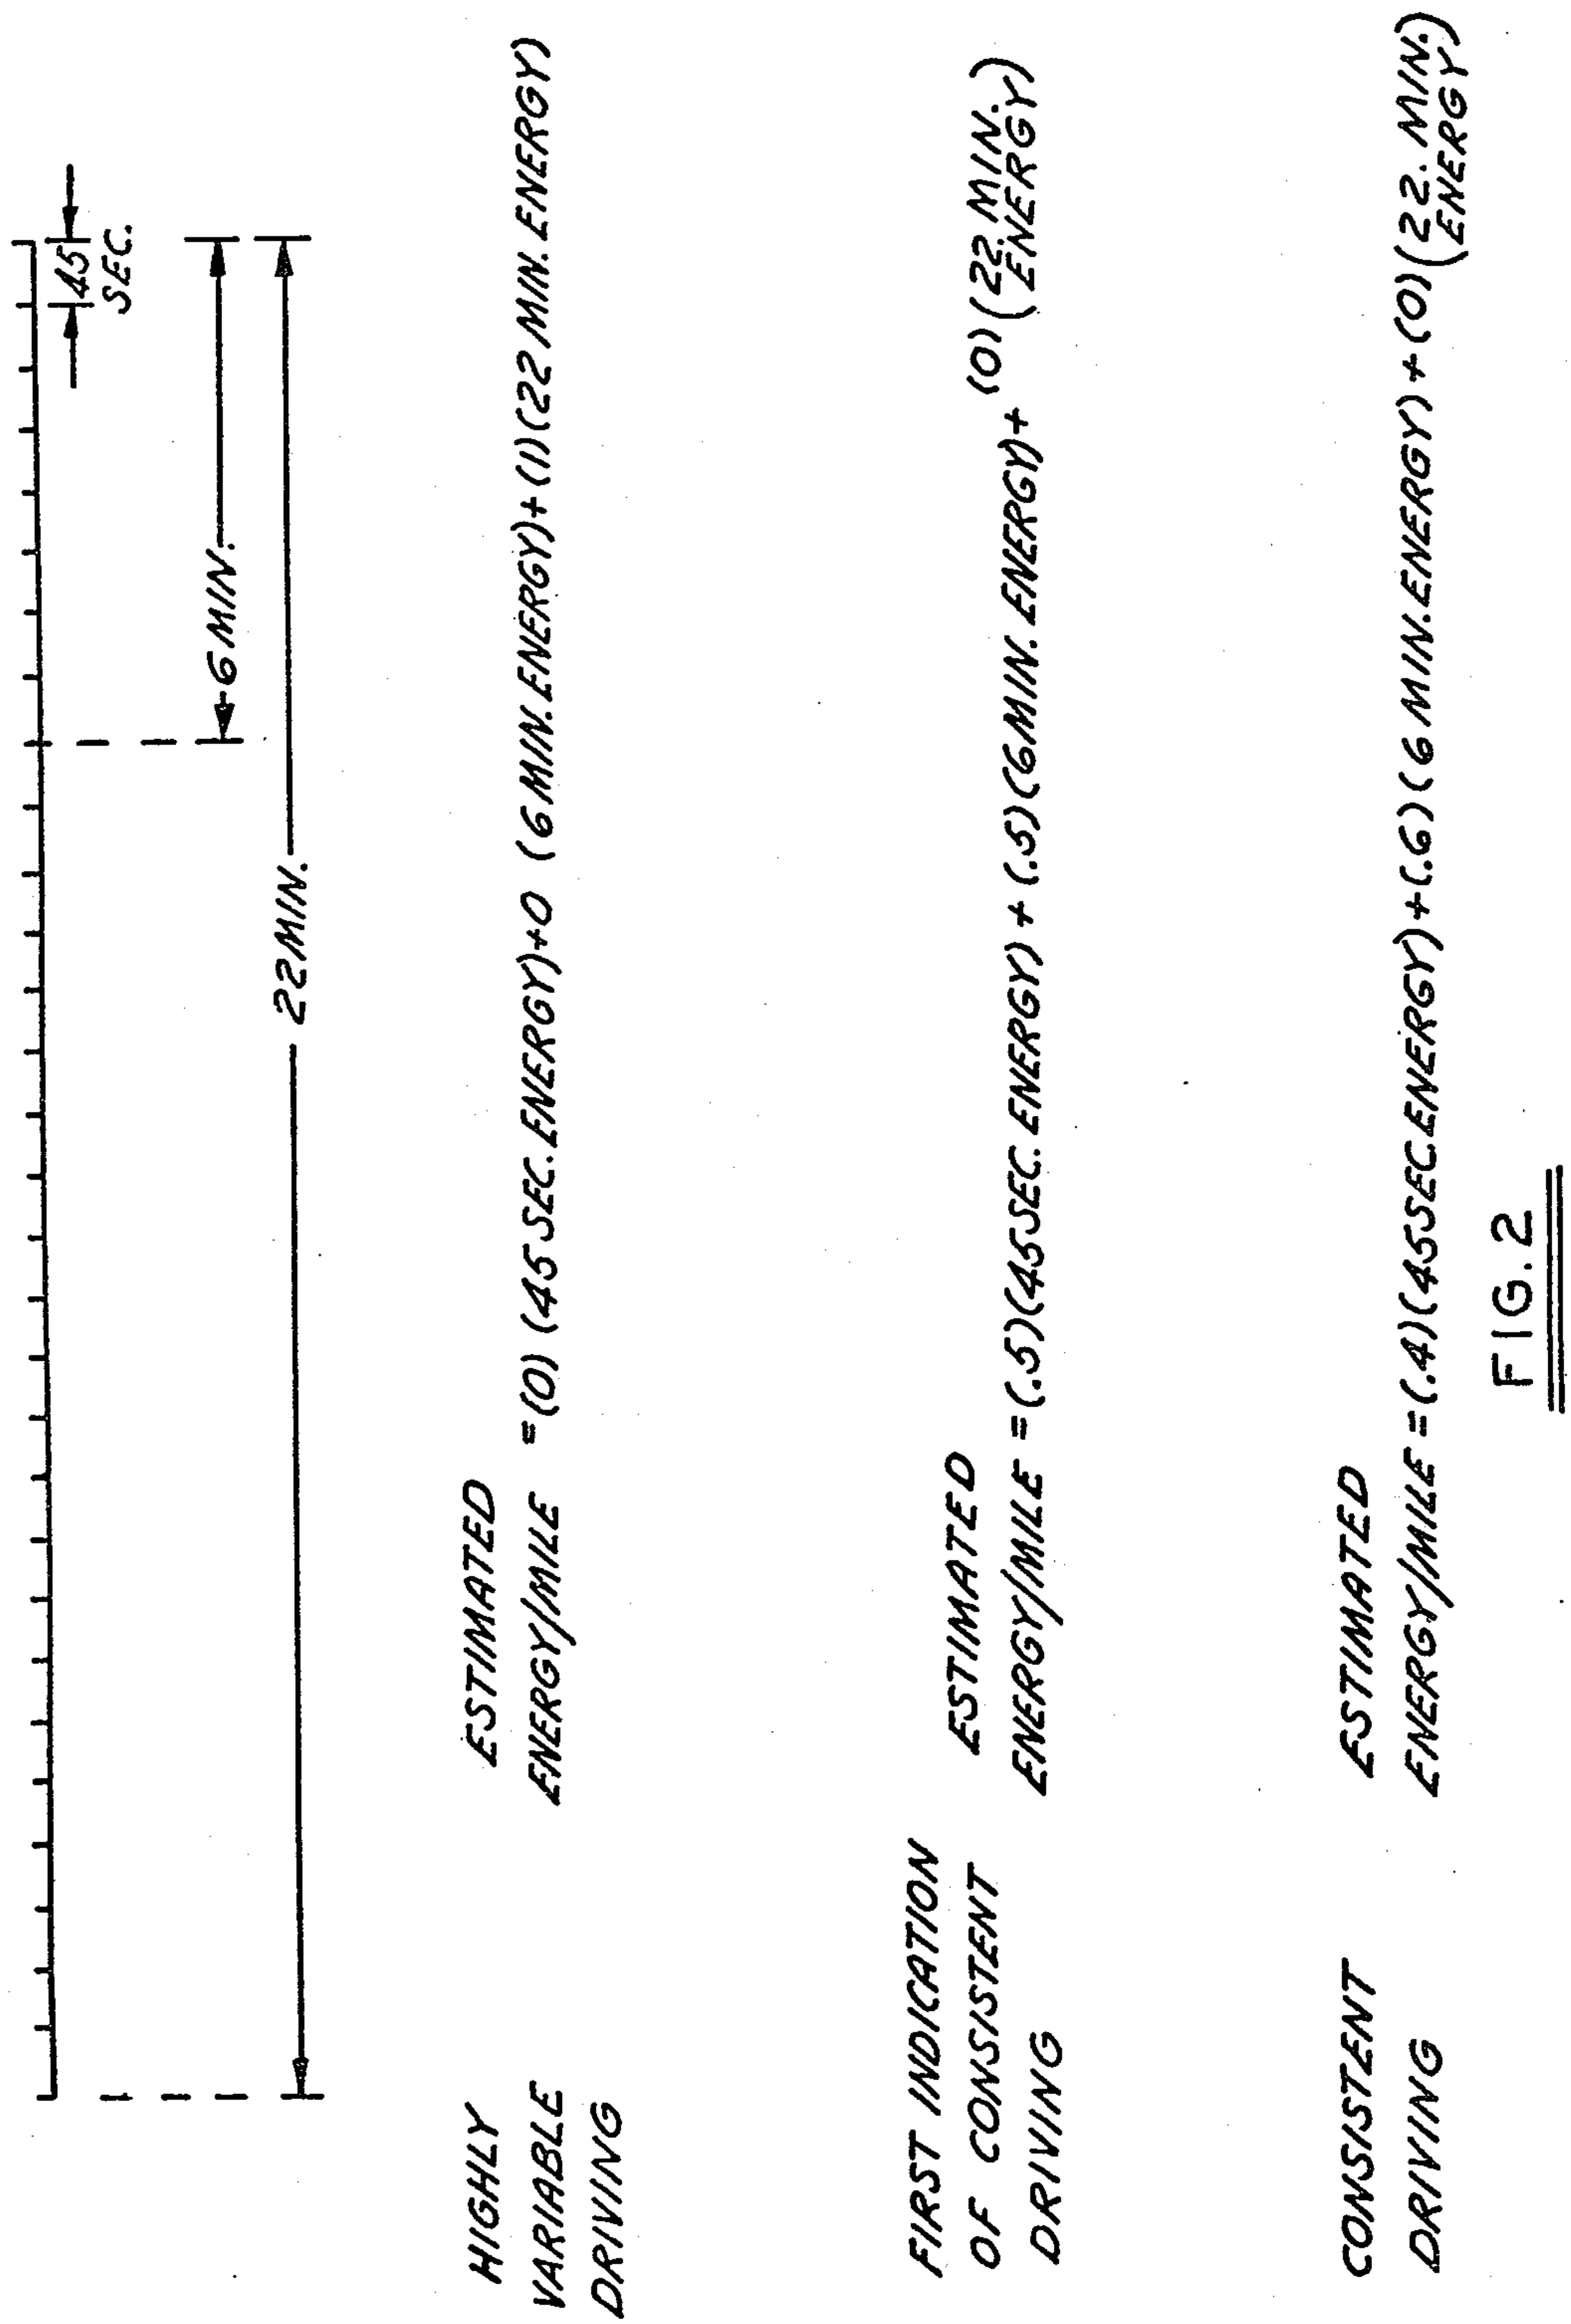 45
SEC.
6 MIN.
22 MIN.
HIGHLY
VARIABLE
DRIVING
ESTIMATED
ENERGY/MILE =(0) (45 SEC. ENERGY)+0 (6 MIN. ENERGY)+(1)(22 MIN. ENERGY)
FIRST INDICATION
OF CONSISTENT
DRIVING
ESTIMATED
ENERGY/MILE =(.5)(45 SEC. ENERGY)+(.5)(6 MIN. ENERGY)+(0)(22. MIN.
ENERGY)
CONSISTENT
DRIVING
ESTIMATED
ENERGY/MILE =(.4)(45 SEC. ENERGY)+(.6)(6 MIN. ENERGY)+(0)(22. MIN.
ENERGY)
FIG. 2